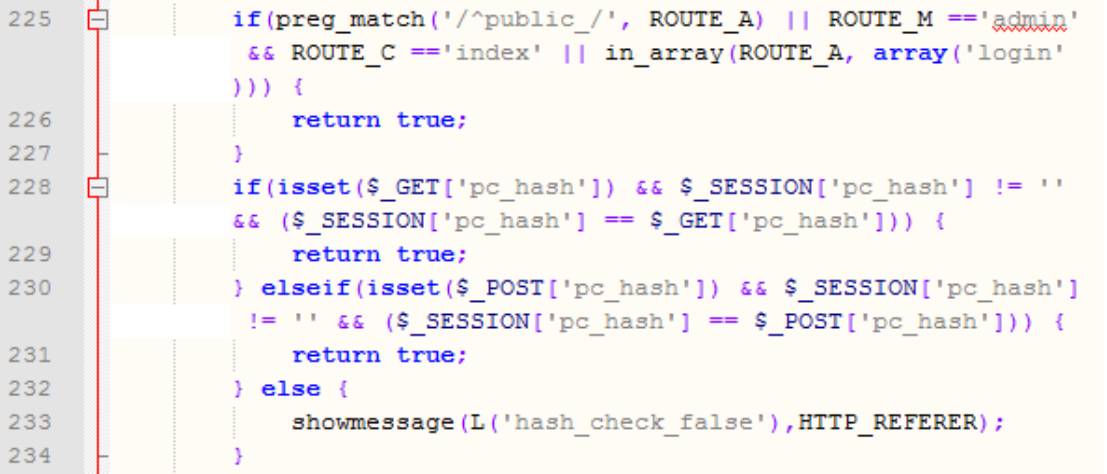 225 if(preg_match('/^public_/', ROUTE_A) || ROUTE_M =='admin'
&& ROUTE_C =='index' || in_array(ROUTE_A, array('login'
))) {
226 return true;
227 }
228 if(isset($_GET['pc_hash']) && $_SESSION['pc_hash'] != ''
&& ($_SESSION['pc_hash'] == $_GET['pc_hash'])) {
229 return true;
230 } elseif(isset($_POST['pc_hash']) && $_SESSION['pc_hash']
!= '' && ($_SESSION['pc_hash'] == $_POST['pc_hash'])) {
231 return true;
232 } else {
233 showmessage(L('hash_check_false'),HTTP_REFERER);
234 }